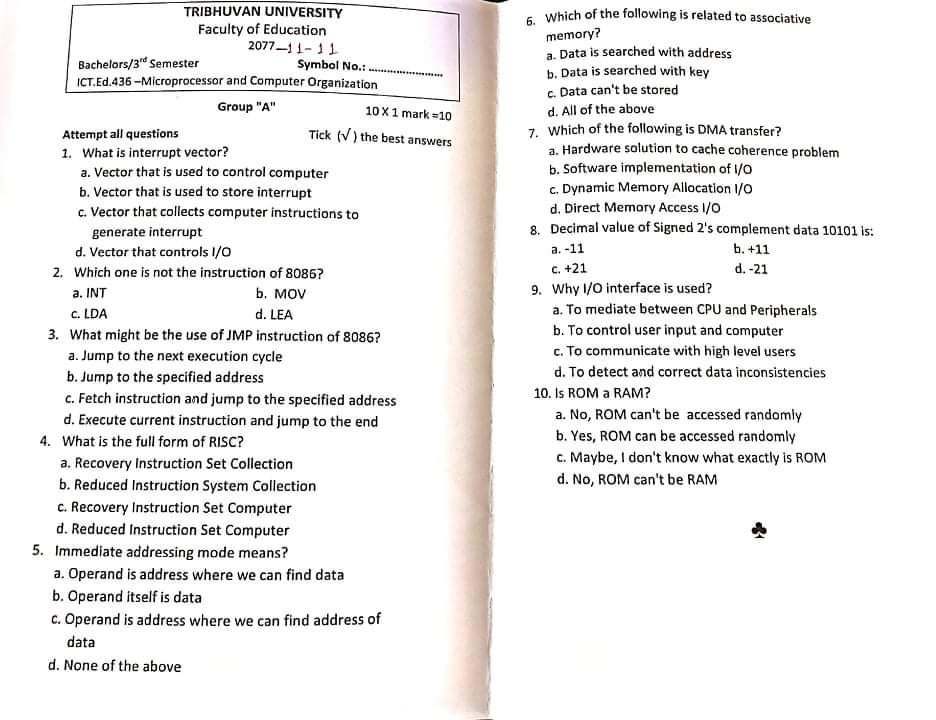 TRIBHUVAN UNIVERSITY
Faculty of Education
2077-11-11
Bachelors/3rd Semester Symbol No.: ........................
ICT.Ed.436 –Microprocessor and Computer Organization
Group "A" 10 X 1 mark =10
Attempt all questions Tick (√) the best answers
1. What is interrupt vector?
a. Vector that is used to control computer
b. Vector that is used to store interrupt
c. Vector that collects computer instructions to
generate interrupt
d. Vector that controls I/O
2. Which one is not the instruction of 8086?
a. INT b. MOV
c. LDA d. LEA
3. What might be the use of JMP instruction of 8086?
a. Jump to the next execution cycle
b. Jump to the specified address
c. Fetch instruction and jump to the specified address
d. Execute current instruction and jump to the end
4. What is the full form of RISC?
a. Recovery Instruction Set Collection
b. Reduced Instruction System Collection
c. Recovery Instruction Set Computer
d. Reduced Instruction Set Computer
5. Immediate addressing mode means?
a. Operand is address where we can find data
b. Operand itself is data
c. Operand is address where we can find address of
data
d. None of the above
6. Which of the following is related to associative
memory?
a. Data is searched with address
b. Data is searched with key
c. Data can't be stored
d. All of the above
7. Which of the following is DMA transfer?
a. Hardware solution to cache coherence problem
b. Software implementation of I/O
c. Dynamic Memory Allocation I/O
d. Direct Memory Access I/O
8. Decimal value of Signed 2's complement data 10101 is:
a. -11 b. +11
c. +21 d. -21
9. Why I/O interface is used?
a. To mediate between CPU and Peripherals
b. To control user input and computer
c. To communicate with high level users
d. To detect and correct data inconsistencies
10. Is ROM a RAM?
a. No, ROM can't be accessed randomly
b. Yes, ROM can be accessed randomly
c. Maybe, I don't know what exactly is ROM
d. No, ROM can't be RAM